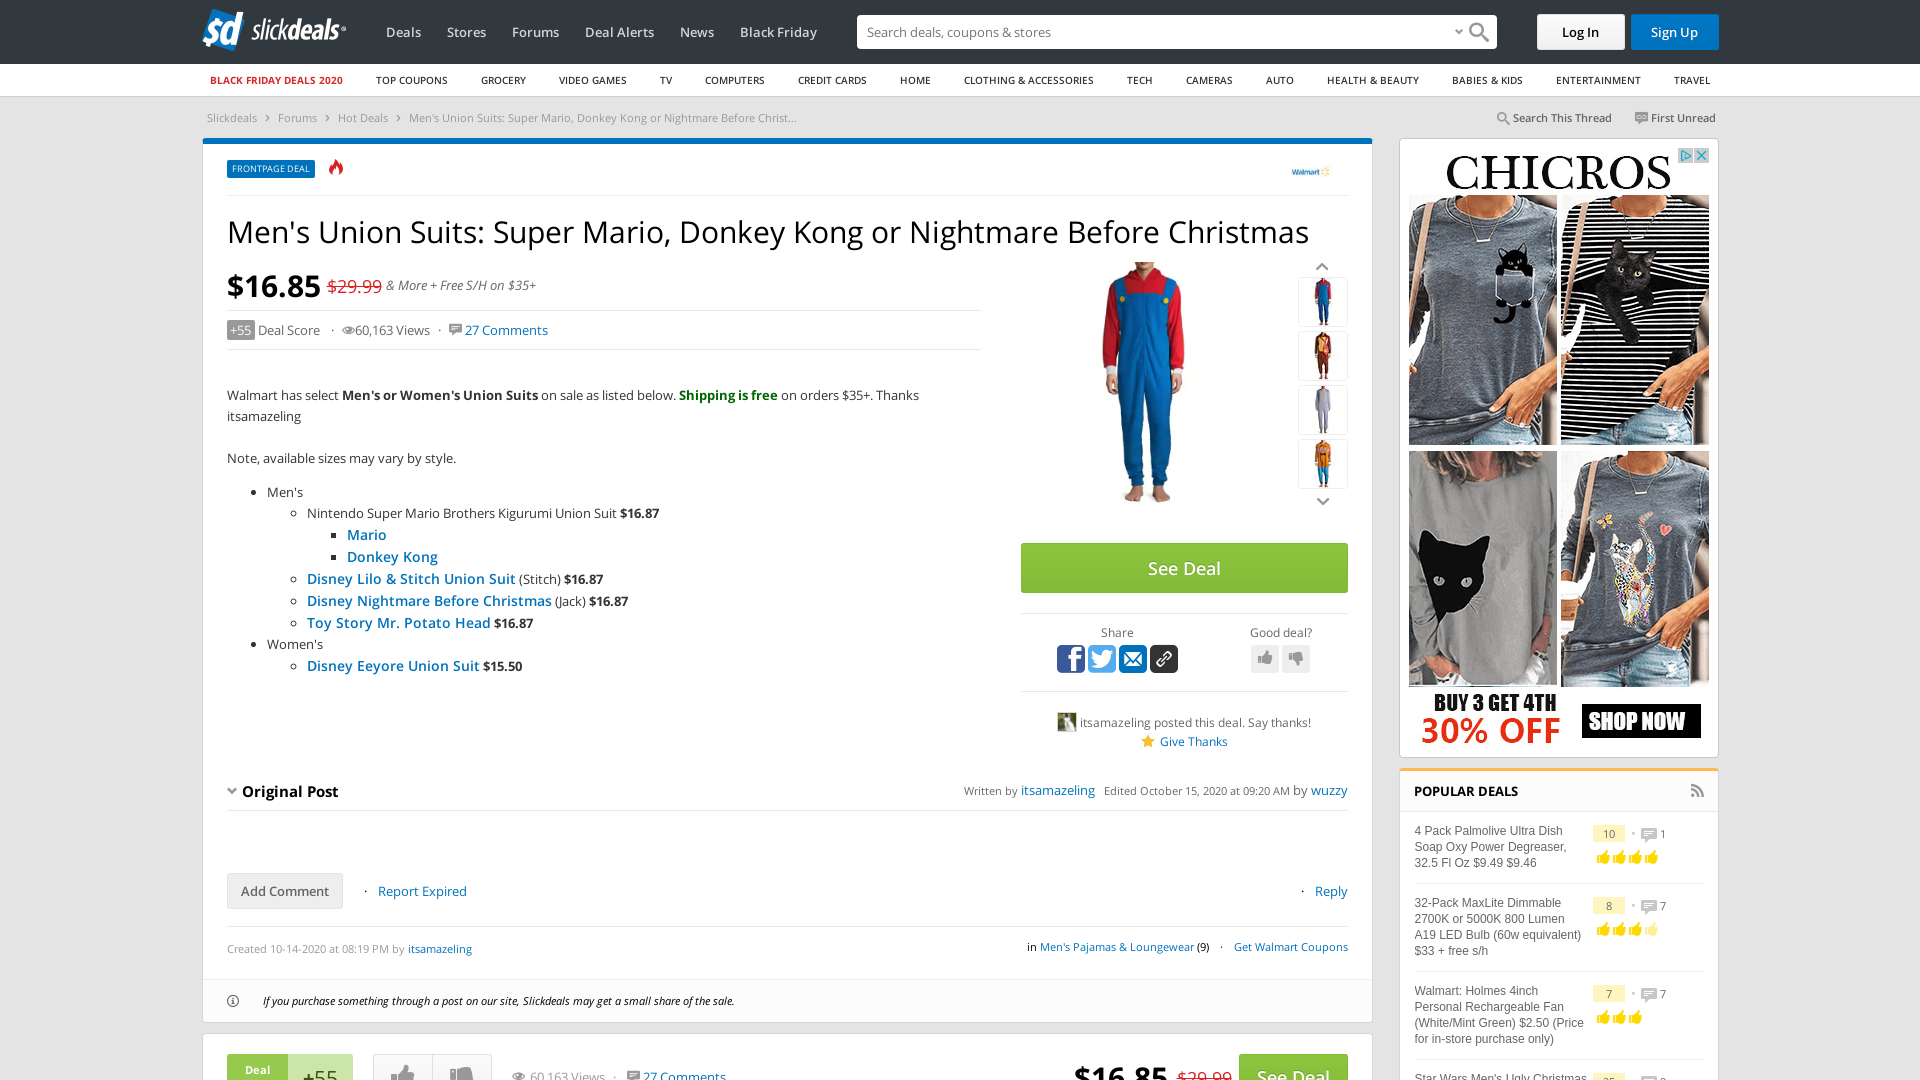 slickdeals
Deals
Stores
Forums
Deal Alerts
News
Black Friday
Search deals, coupons & stores
Log In
Sign Up
BLACK FRIDAY DEALS 2020
TOP COUPONS
GROCERY
VIDEO GAMES
TV
COMPUTERS
CREDIT CARDS
HOME
CLOTHING & ACCESSORIES
TECH
CAMERAS
AUTO
HEALTH & BEAUTY
BABIES & KIDS
ENTERTAINMENT
TRAVEL
Slickdeals › Forums › Hot Deals › Men's Union Suits: Super Mario, Donkey Kong or Nightmare Before Christ...
Search This Thread
First Unread
FRONTPAGE DEAL
Walmart
Men's Union Suits: Super Mario, Donkey Kong or Nightmare Before Christmas
$16.85 $29.99 & More + Free S/H on $35+
+55 Deal Score · 60,163 Views · 27 Comments
Walmart has select Men's or Women's Union Suits on sale as listed below. Shipping is free on orders $35+. Thanks
itsamazeling
Note, available sizes may vary by style.
Men's
Nintendo Super Mario Brothers Kigurumi Union Suit $16.87
Mario
Donkey Kong
Disney Lilo & Stitch Union Suit (Stitch) $16.87
Disney Nightmare Before Christmas (Jack) $16.87
Toy Story Mr. Potato Head $16.87
Women's
Disney Eeyore Union Suit $15.50
See Deal
Share
Good deal?
itsamazeling posted this deal. Say thanks!
Give Thanks
Original Post
Written by itsamazeling Edited October 15, 2020 at 09:20 AM by wuzzy
Add Comment
· Report Expired
· Reply
Created 10-14-2020 at 08:19 PM by itsamazeling
in Men's Pajamas & Loungewear (9) · Get Walmart Coupons
If you purchase something through a post on our site, Slickdeals may get a small share of the sale.
Deal
+55
60,163 Views · 27 Comments
$16.85 $29.99
See Deal
CHICROS
BUY 3 GET 4TH
30% OFF
SHOP NOW
POPULAR DEALS
4 Pack Palmolive Ultra Dish
Soap Oxy Power Degreaser,
32.5 Fl Oz $9.49 $9.46
10 · 1
32-Pack MaxLite Dimmable
2700K or 5000K 800 Lumen
A19 LED Bulb (60w equivalent)
$33 + free s/h
8 · 7
Walmart: Holmes 4inch
Personal Rechargeable Fan
(White/Mint Green) $2.50 (Price
for in-store purchase only)
7 · 7
Star Wars Men's Ugly Christmas